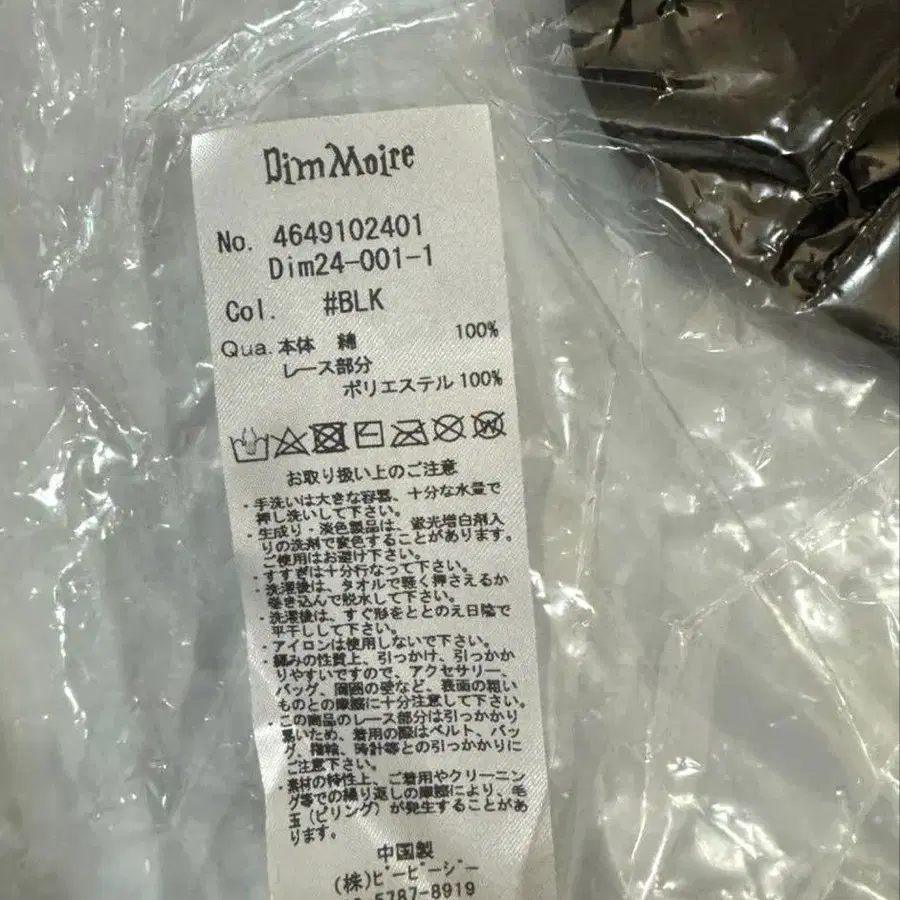 Dim Moire
No. 4649102401
Dim24-001-1
Col. #BLK
Qua. 本体 綿 100%
レース部分
ポリエステル 100%
お取り扱い上のご注意
・手洗いは大きな容器、十分な水量で
押し洗いして下さい。
・生成り・淡色製品は、蛍光増白剤入
りの洗剤で変色することがあります。
ご使用はお避け下さい。
・すすぎは十分行なって下さい。
・洗濯後は、タオルで軽く押さえるか
巻き込んで脱水して下さい。
・洗濯後は、すぐ形をととのえ日陰で
平干しして下さい。
・アイロンは使用しないで下さい。
・編みの性質上、引っかけ、引っかか
りやすいですので、アクセサリー、
バッグ、周囲の壁など、表面の粗い
ものとの摩擦に十分注意して下さい。
・この商品のレース部分は引っかかり
易いため、着用の際はベルト、バッ
グ、指輪、時計等との引っかかりに
ご注意下さい。
・素材の特性上、ご着用やクリーニン
グ等での繰り返しの摩擦により、毛
玉(ピリング)が発生することがあ
ります。
中国製
(株)ビーピージー
5787-8919